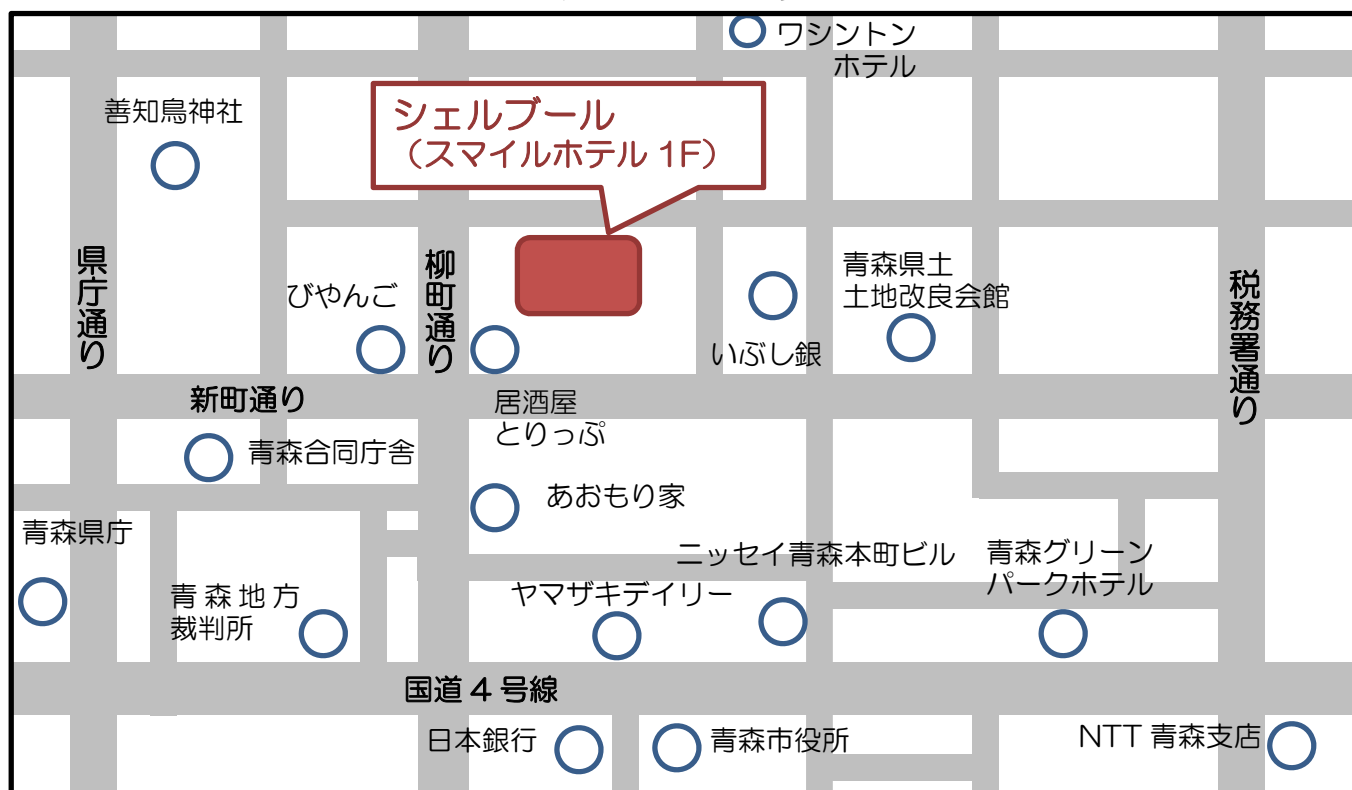 ワシントン
ホテル
善知鳥神社
シェルブール
（スマイルホテル 1F）
県庁通り
柳町通り
税務署通り
びやんご
青森県土
土地改良会館
いぶし銀
新町通り
居酒屋
とりっぷ
青森合同庁舎
あおもり家
青森県庁
ニッセイ青森本町ビル
青森グリーン
パークホテル
青 森 地 方
裁判所
ヤマザキデイリー
国道 4 号線
日本銀行
青森市役所
NTT 青森支店